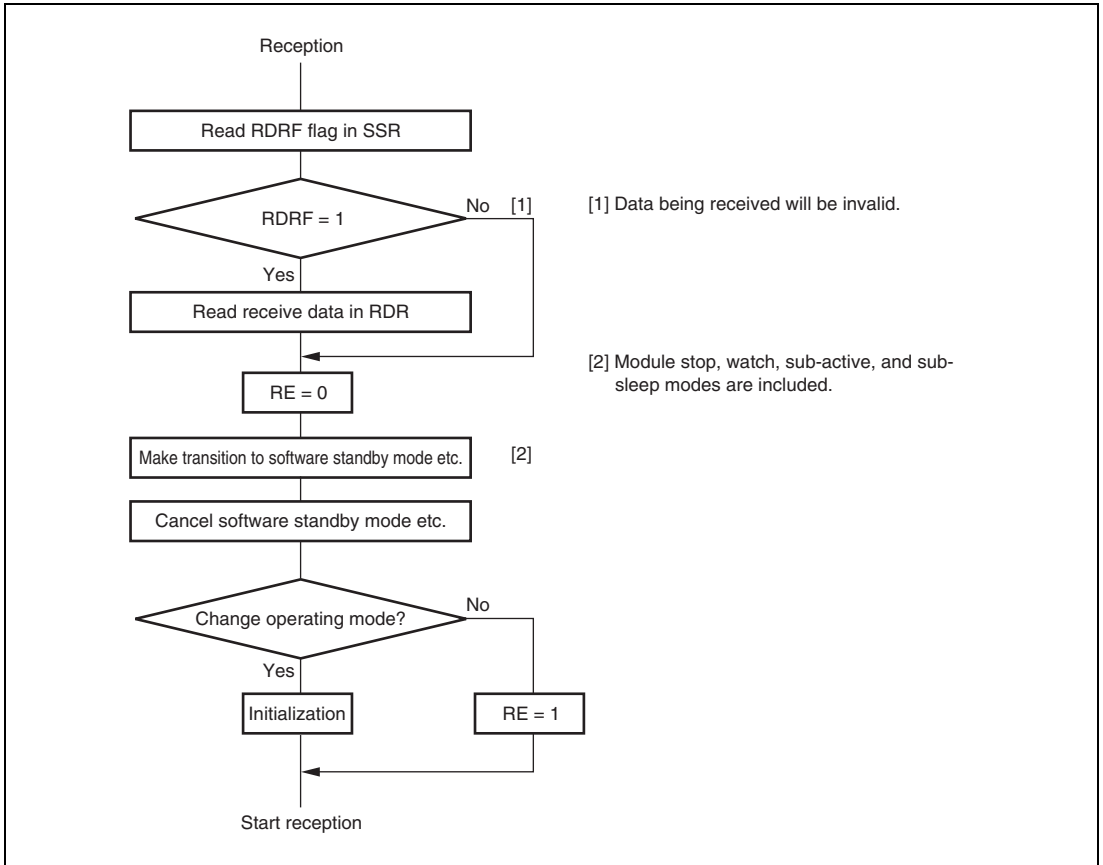 Reception
Read RDRF flag in SSR
RDRF = 1
No
[1]
[1] Data being received will be invalid.
Yes
Read receive data in RDR
[2] Module stop, watch, sub-active, and sub-
sleep modes are included.
RE = 0
Make transition to software standby mode etc.
[2]
Cancel software standby mode etc.
Change operating mode?
No
Yes
Initialization
RE = 1
Start reception